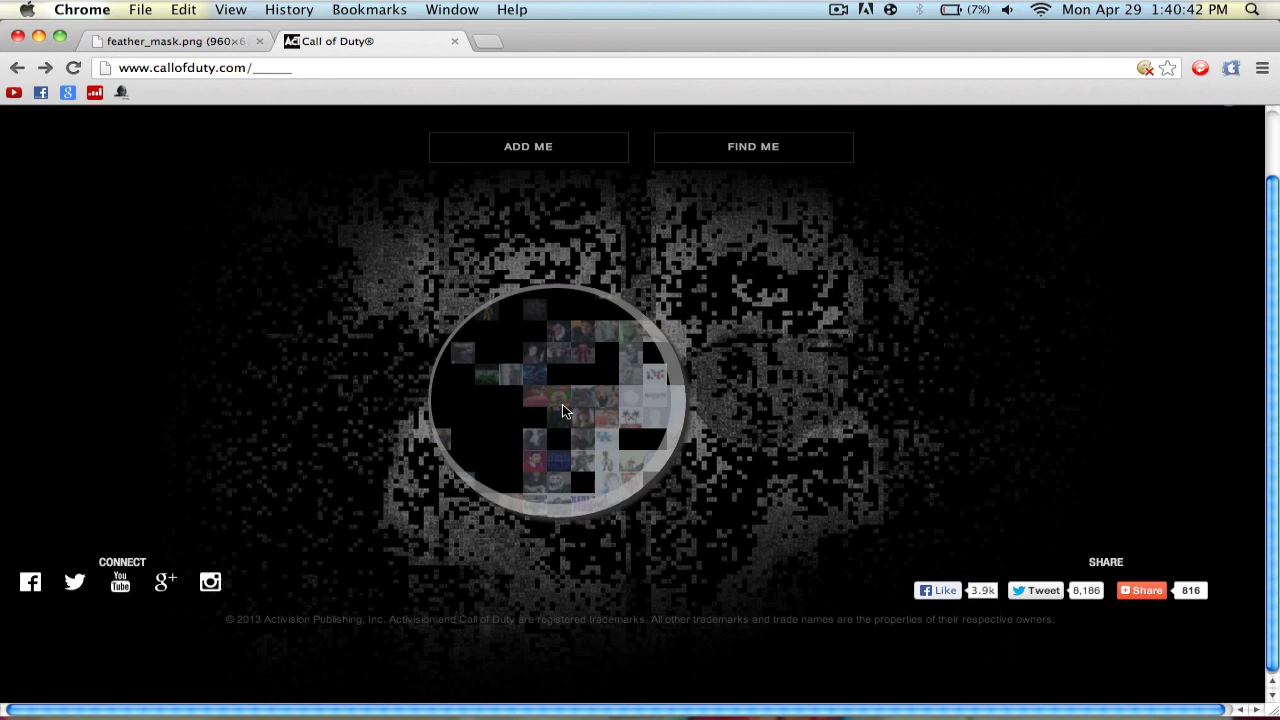 Chrome File Edit View History Bookmarks Window Help (7%) Mon Apr 29 1:40:42 PM
feather_mask.png (960×6 Call of Duty®
www.callofduty.com/______
ADD ME FIND ME
CONNECT SHARE
You Tube g+ Like 3.9k Tweet 8,186 Share 816
© 2013 Activision Publishing, Inc. Activision and Call of Duty are registered trademarks. All other trademarks and trade names are the properties of their respective owners.